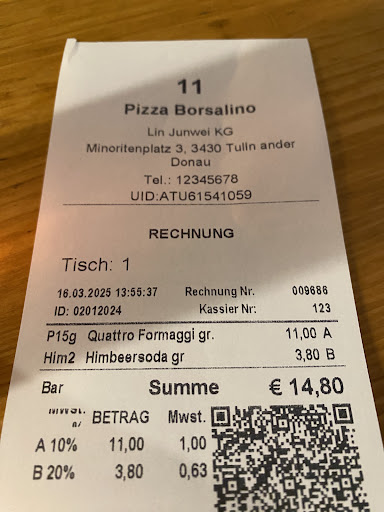 11
Pizza Borsalino
Lin Junwei KG
Minoritenplatz 3, 3430 Tulln ander
Donau
Tel.: 12345678
UID:ATU61541059
RECHNUNG
Tisch: 1
16.03.2025 13:55:37 Rechnung Nr. 009686
ID: 02012024 Kassier Nr: 123
P15g Quattro Formaggi gr. 11,00 A
Him2 Himbeersoda gr 3,80 B
Bar Summe € 14,80
BETRAG Mwst.
A 10% 11,00 1,00
B 20% 3,80 0,63